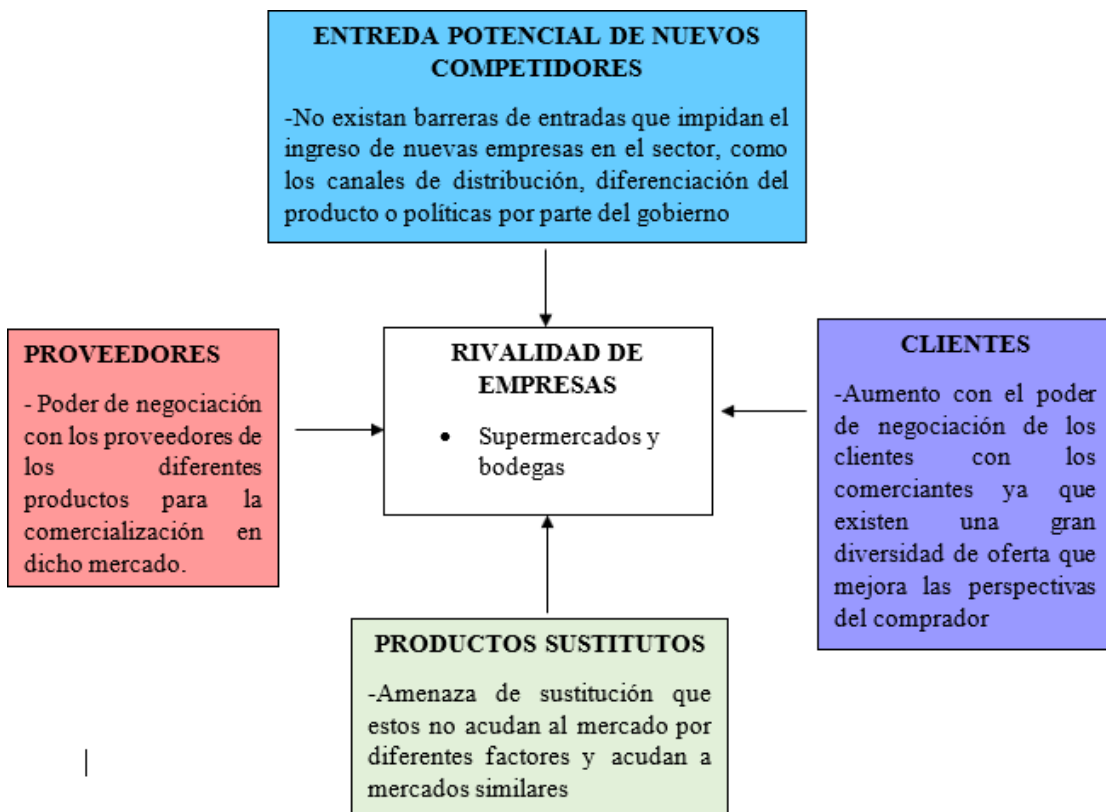 ENTREDA POTENCIAL DE NUEVOS
COMPETIDORES
-No existan barreras de entradas que impidan el
ingreso de nuevas empresas en el sector, como
los canales de distribución, diferenciación del
producto o políticas por parte del gobierno
PROVEEDORES
- Poder de negociación
con los proveedores de
los diferentes
productos para la
comercialización en
dicho mercado.
RIVALIDAD DE
EMPRESAS
• Supermercados y
bodegas
CLIENTES
-Aumento con el poder
de negociación de los
clientes con los
comerciantes ya que
existen una gran
diversidad de oferta que
mejora las perspectivas
del comprador
PRODUCTOS SUSTITUTOS
-Amenaza de sustitución que
estos no acudan al mercado por
diferentes factores y acudan a
mercados similares